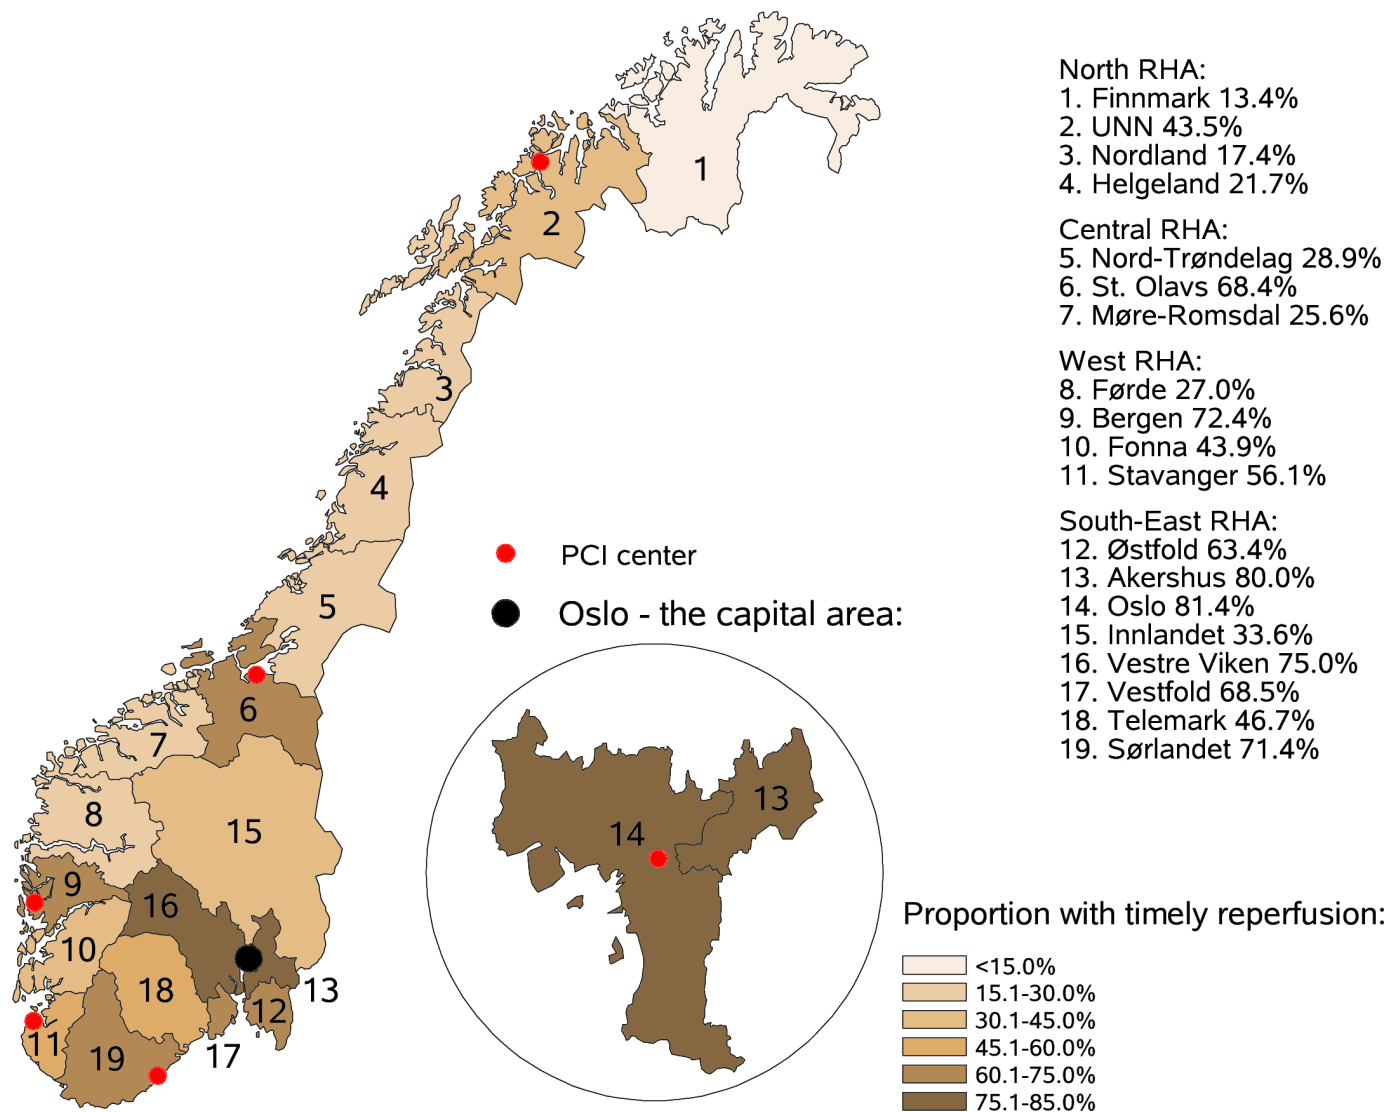 North RHA:
1. Finnmark 13.4%
2. UNN 43.5%
3. Nordland 17.4%
4. Helgeland 21.7%
Central RHA:
5. Nord-Trøndelag 28.9%
6. St. Olavs 68.4%
7. Møre-Romsdal 25.6%
West RHA:
8. Førde 27.0%
9. Bergen 72.4%
10. Fonna 43.9%
11. Stavanger 56.1%
South-East RHA:
12. Østfold 63.4%
13. Akershus 80.0%
14. Oslo 81.4%
15. Innlandet 33.6%
16. Vestre Viken 75.0%
17. Vestfold 68.5%
18. Telemark 46.7%
19. Sørlandet 71.4%
1
2
3
4
5
6
7
8
9
10
11
12
13
15
16
17
18
19
PCI center
Oslo - the capital area:
13
14
Proportion with timely reperfusion:
<15.0%
15.1-30.0%
30.1-45.0%
45.1-60.0%
60.1-75.0%
75.1-85.0%